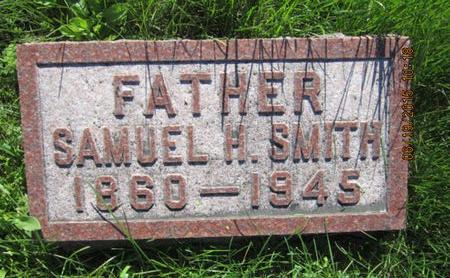 FATHER
SAMUEL H. SMITH
1860—1945